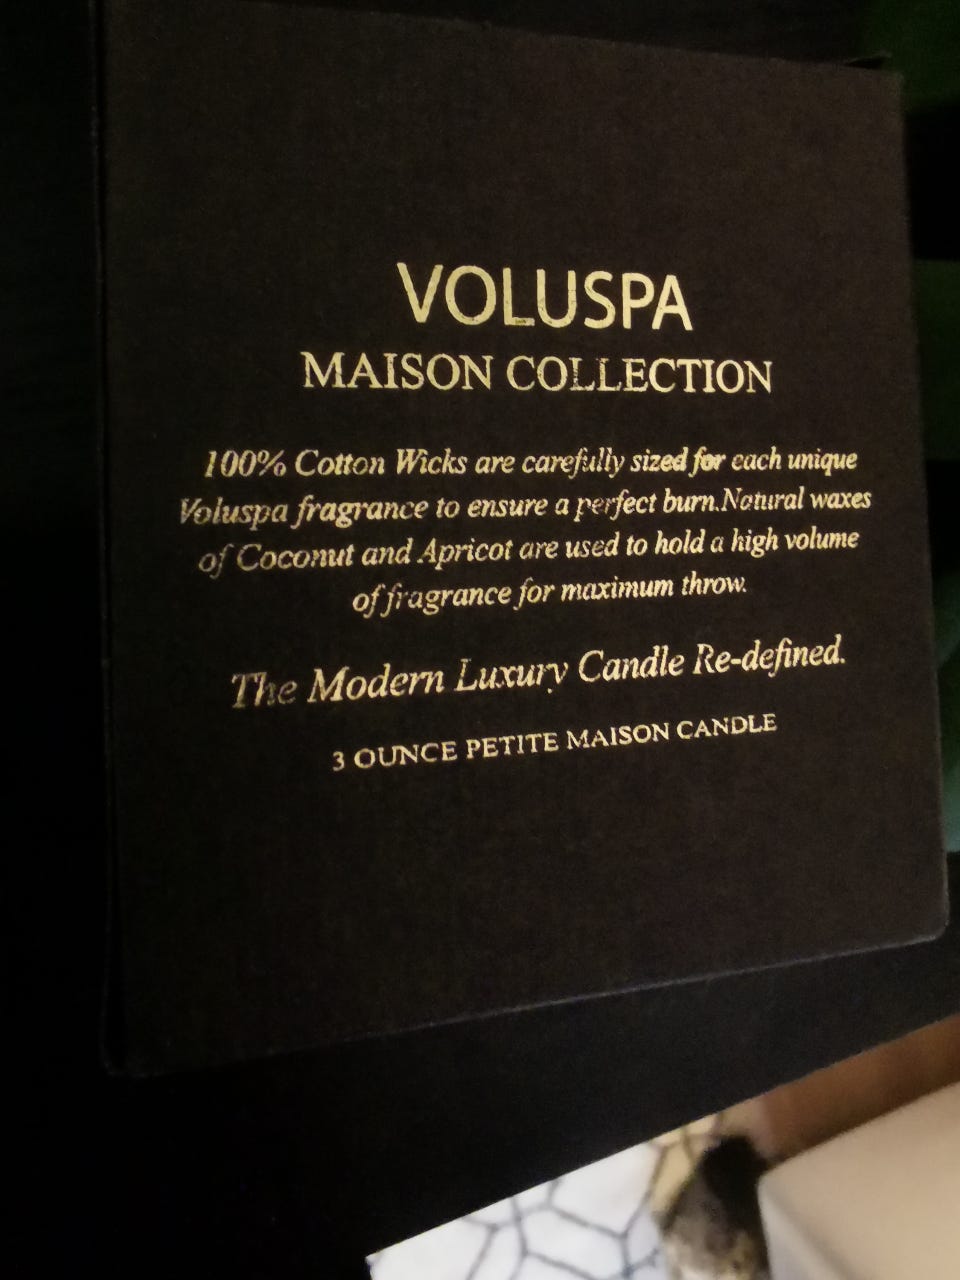 VOLUSPA
MAISON COLLECTION
100% Cotton Wicks are carefully sized for each unique
Voluspa fragrance to ensure a perfect burn.Natural waxes
of Coconut and Apricot are used to hold a high volume
of fragrance for maximum throw.
The Modern Luxury Candle Re-defined.
3 OUNCE PETITE MAISON CANDLE